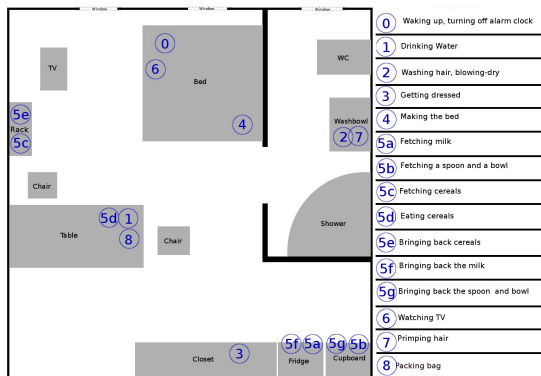 Window
Window
Window
0
6
TV
Bed
WC
5e
Rack
5c
4
Washbowl
2
7
Chair
5d
1
Table
8
Chair
Shower
5f
5a
5g
5b
Closet
3
Fridge
Cupboard
0 Waking up, turning off alarm clock
1 Drinking Water
2 Washing hair, blowing-dry
3 Getting dressed
4 Making the bed
5a Fetching milk
5b Fetching a spoon and a bowl
5c Fetching cereals
5d Eating cereals
5e Bringing back cereals
5f Bringing back the milk
5g Bringing back the spoon and bowl
6 Watching TV
7 Primping hair
8 Packing bag